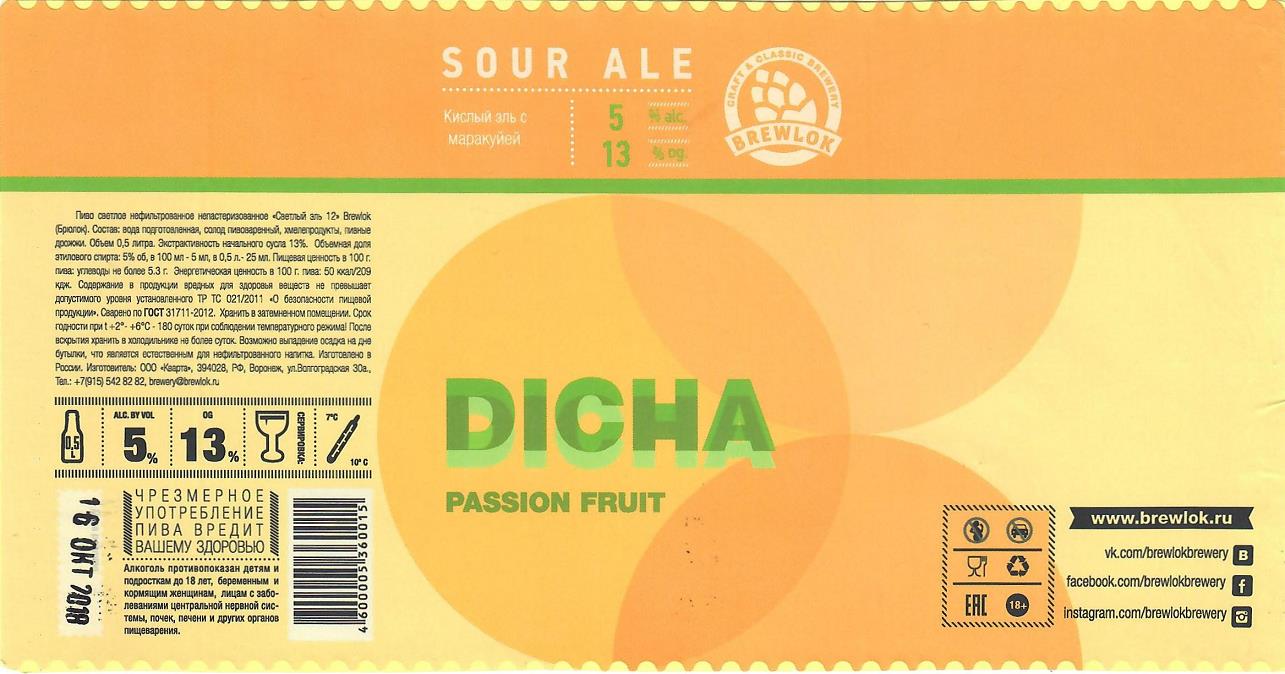 SOUR ALE
Кислый эль с
маракуйей
5 % alc.
13 % og.
CRAFT & CLASSIC BREWERY
BREWLOK
Пиво светлое нефильтрованное непастеризованное «Светлый эль 12» Brewlok
(Брюлок). Состав: вода подготовленная, солод пивоваренный, хмелепродукты, пивные
дрожжи. Объем 0,5 литра. Экстрактивность начального сусла 13%. Объемная доля
этилового спирта: 5% об, в 100 мл - 5 мл, в 0,5 л.- 25 мл. Пищевая ценность в 100 г.
пива: углеводы не более 5.3 г. Энергетическая ценность в 100 г. пива: 50 ккал/209
кдж. Содержание в продукции вредных для здоровья веществ не превышает
допустимого уровня установленного ТР ТС 021/2011 «О безопасности пищевой
продукции». Сварено по ГОСТ 31711-2012. Хранить в затемненном помещении. Срок
годности при t +2°- +6°C - 180 суток при соблюдении температурного режима! После
вскрытия хранить в холодильнике не более суток. Возможно выпадение осадка на дне
бутылки, что является естественным для нефильтрованного напитка. Изготовлено в
России. Изготовитель: ООО «Кварта», 394028, РФ, Воронеж, ул.Волгоградская 30а.,
Тел.: +7(915) 542 82 82, brewery@brewlok.ru
0,5 L
ALC. BY VOL
5%
OG
13%
СЕРВИРОВКА:
7°C
10°C
16 ОКТ 2018
ЧРЕЗМЕРНОЕ
УПОТРЕБЛЕНИЕ
ПИВА ВРЕДИТ
ВАШЕМУ ЗДОРОВЬЮ
Алкоголь противопоказан детям и
подросткам до 18 лет, беременным и
кормящим женщинам, лицам с забо-
леваниями центральной нервной сис-
темы, почек, печени и других органов
пищеварения.
4600005360015
DICHA
PASSION FRUIT
EAC
18+
www.brewlok.ru
vk.com/brewlokbrewery B
facebook.com/brewlokbrewery f
instagram.com/brewlokbrewery